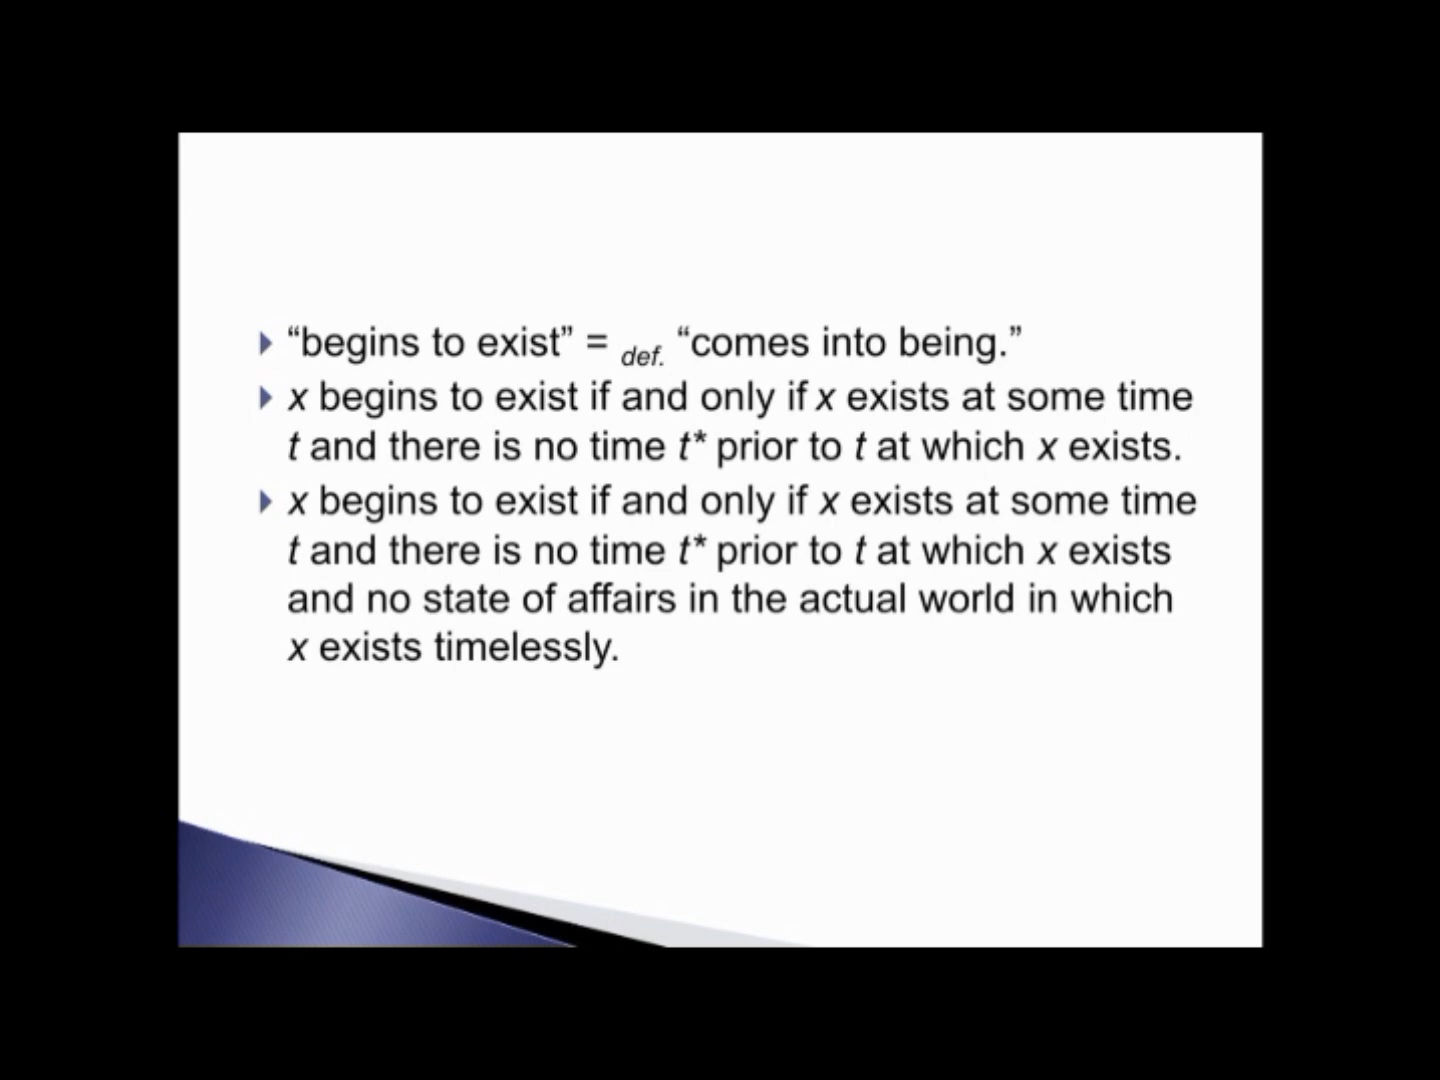 “begins to exist” = def. “comes into being.”
x begins to exist if and only if x exists at some time
t and there is no time t* prior to t at which x exists.
x begins to exist if and only if x exists at some time
t and there is no time t* prior to t at which x exists
and no state of affairs in the actual world in which
x exists timelessly.